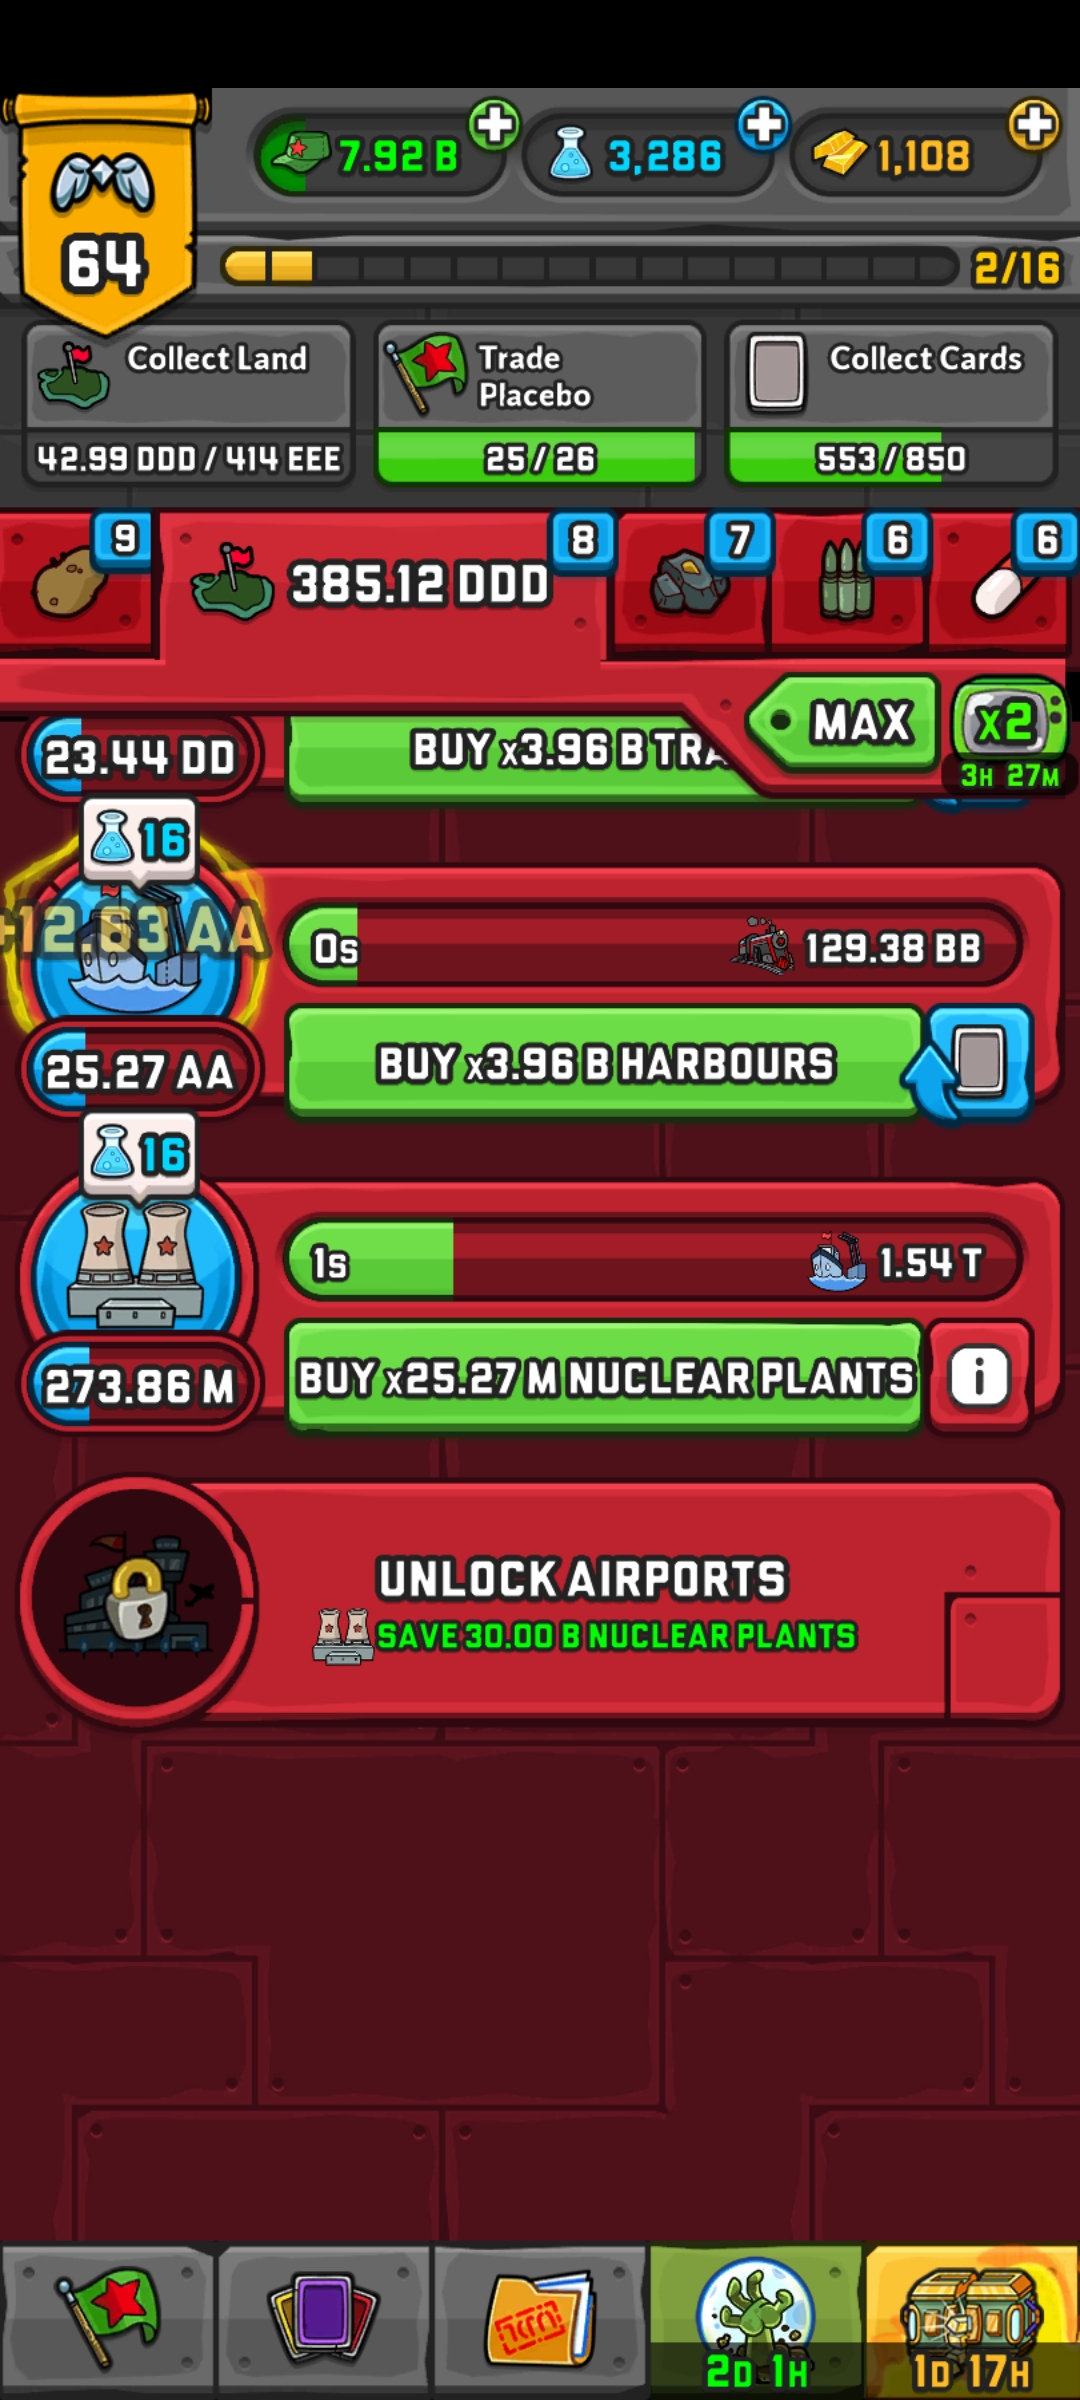 7.92 B
3,286
1,108
64
2/16
Collect Land
42.99 DDD / 414 EEE
Trade
Placebo
25/26
Collect Cards
553/850
9
385.12 DDD
8
7
6
6
MAX
x2
3H 27M
23.44 DD
BUY x3.96 B TRA
16
+12.63 AA
0s
129.38 BB
25.27 AA
BUY x3.96 B HARBOURS
16
1s
1.54 T
273.86 M
BUY x25.27 M NUCLEAR PLANTS
i
UNLOCK AIRPORTS
SAVE 30.00 B NUCLEAR PLANTS
2D 1H
1D 17H